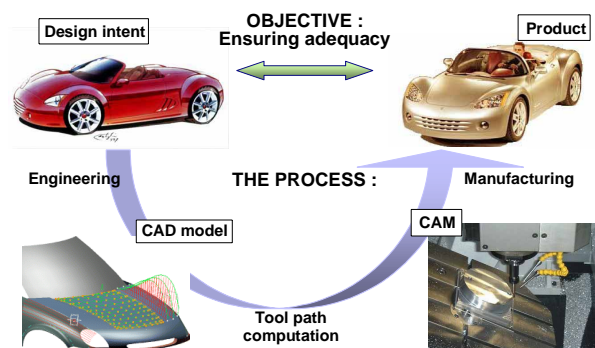 OBJECTIVE :
Ensuring adequacy
Design intent
Product
Engineering
THE PROCESS :
Manufacturing
CAD model
CAM
Tool path
computation